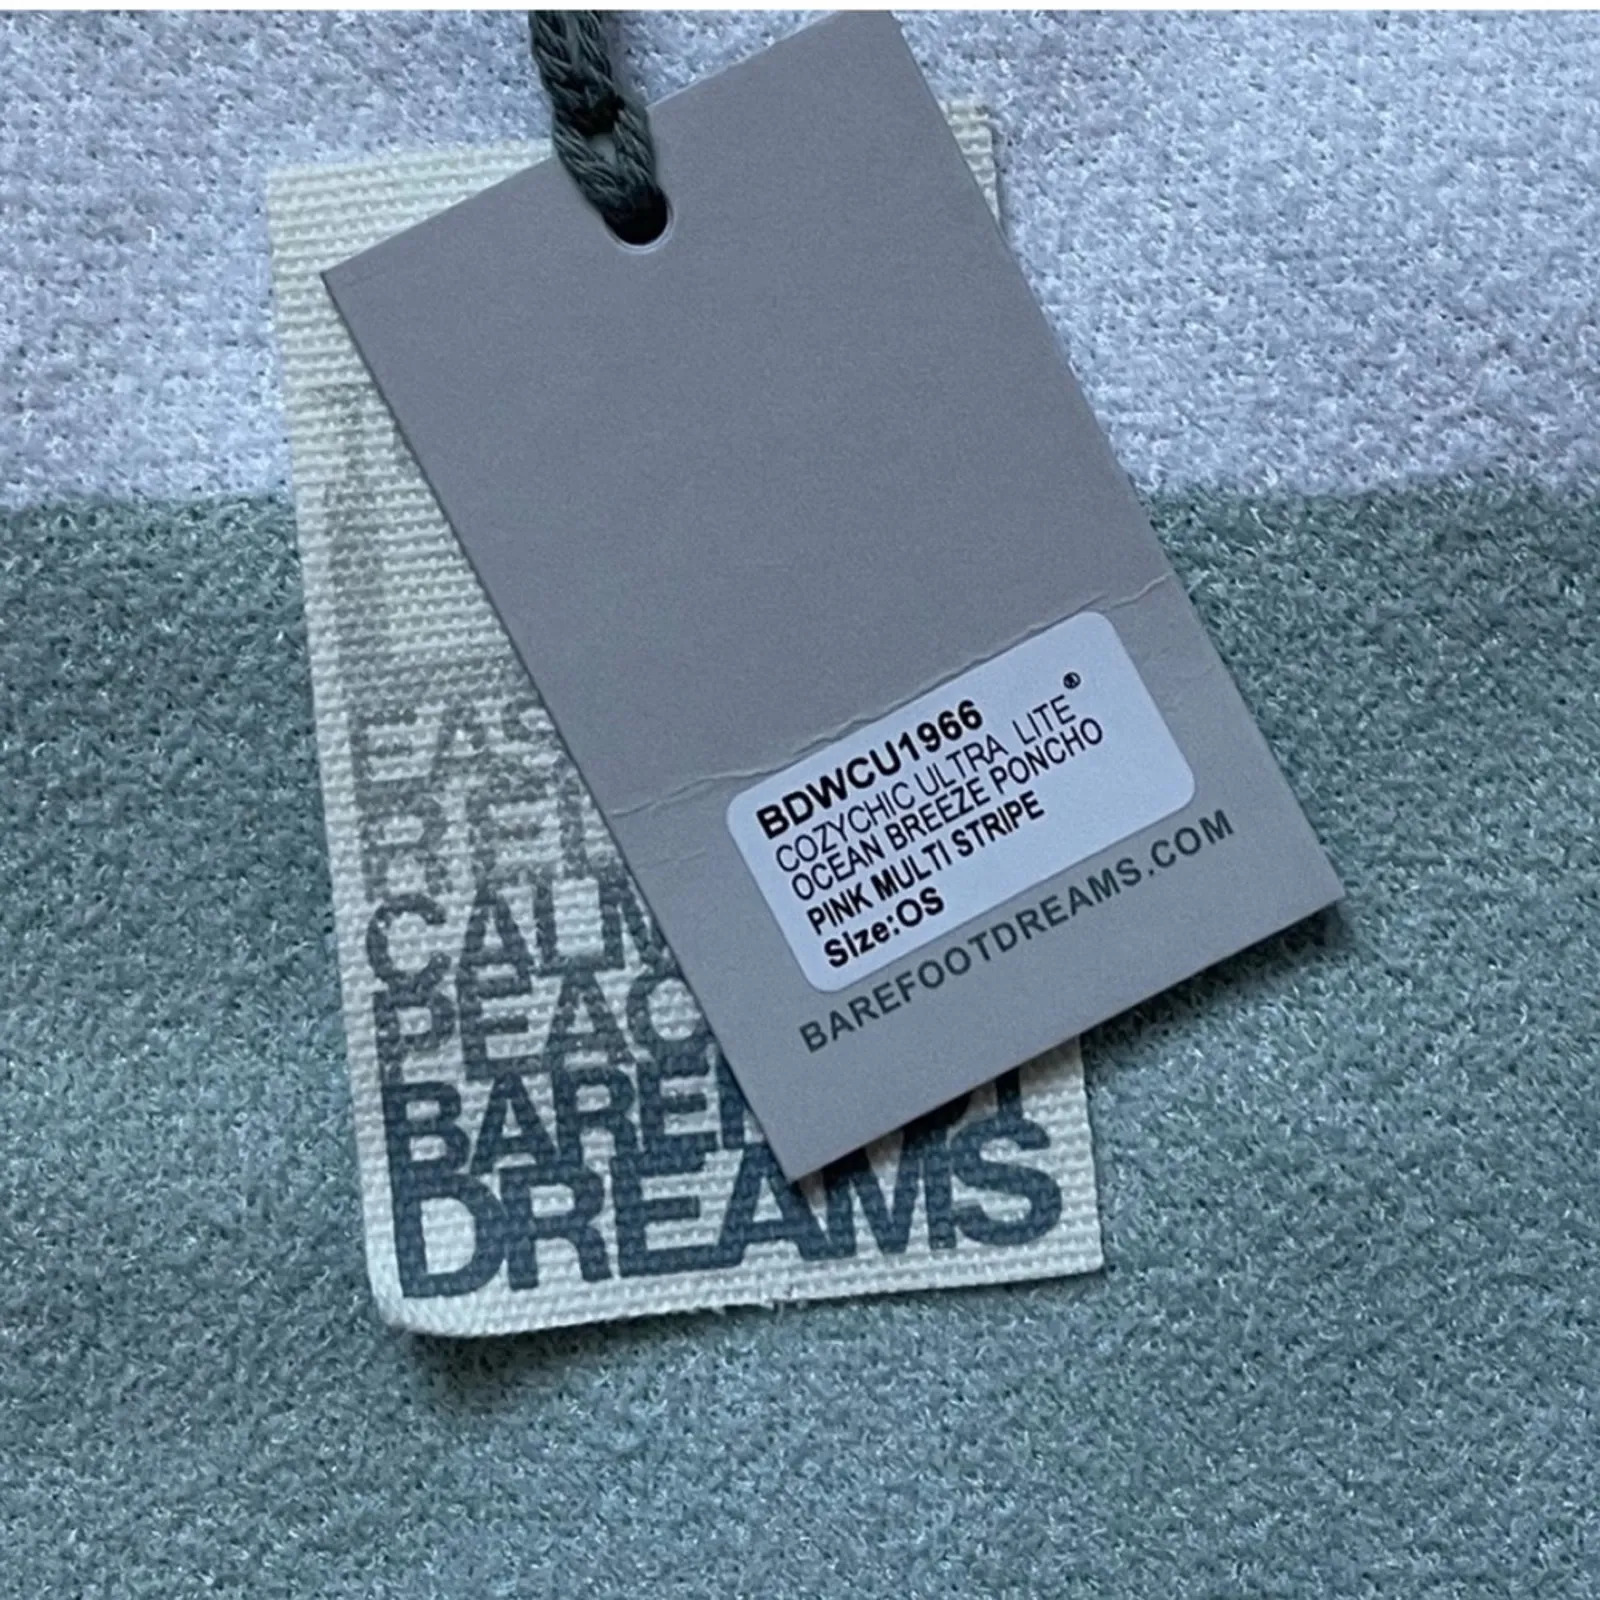 BDWCU1966
COZYCHIC ULTRA LITE®
OCEAN BREEZE PONCHO
PINK MULTI STRIPE
SIze:OS
BAREFOOTDREAMS.COM
CALM
DREAMS